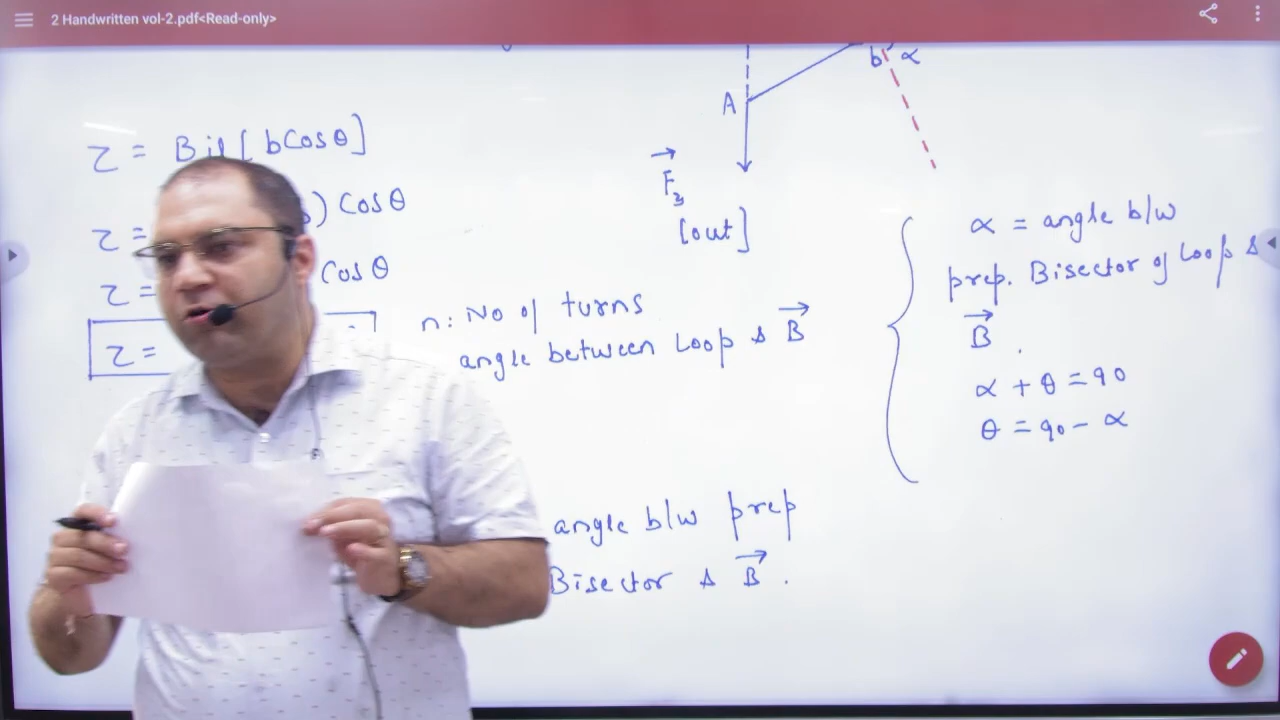 2 Handwritten vol-2.pdf<Read-only>
b α
A
τ = Bil[bCosθ]
F₃
[out]
τ = ) Cosθ
τ = Cosθ
τ =
n: No of turns
angle between Loop & B
α = angle b/w
prep. Bisector of Loop &
B.
α + θ = 90
θ = 90 - α
angle b/w prep
Bisector & B.